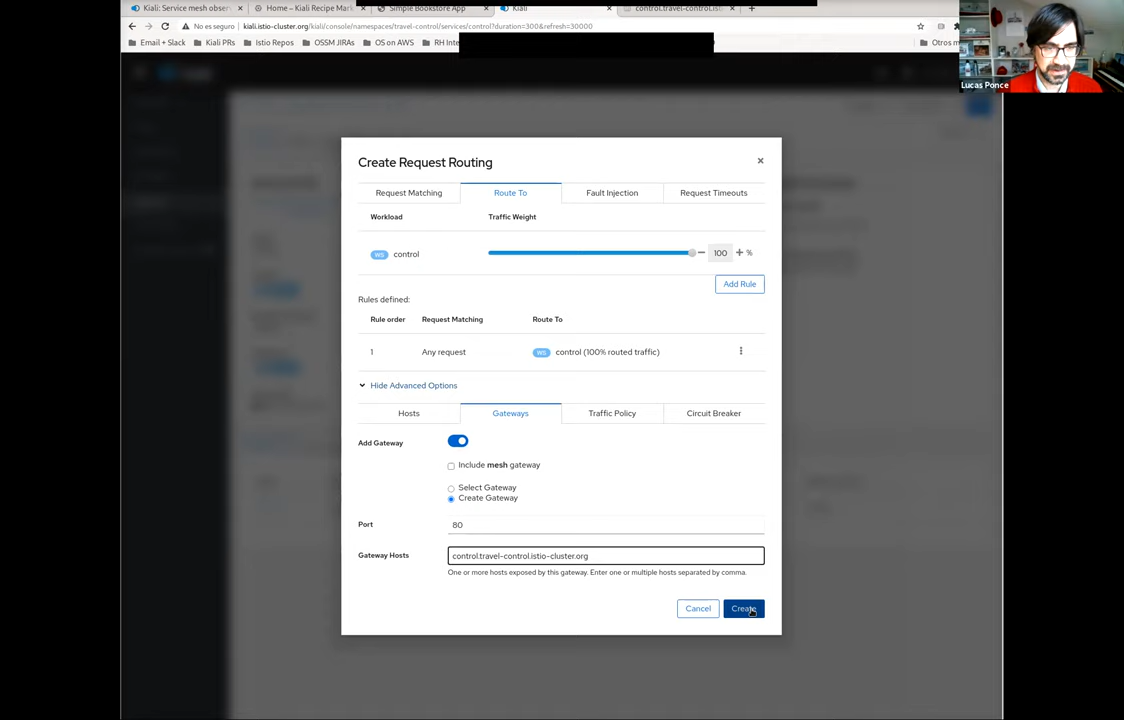 Kiali: Service mesh obser
Home – Kiali Recipe Mark
Simple Bookstore App
Kiali
control.travel-control.isti
No es seguro | kiali.istio-cluster.org/kiali/console/namespaces/travel-control/services/control?duration=300&refresh=30000
Email + Slack
Kiali PRs
Istio Repos
OSSM JIRAs
OS on AWS
RH Inte
Otros m
Lucas Ponce
Create Request Routing
Request Matching
Route To
Fault Injection
Request Timeouts
Workload
Traffic Weight
WS control
100 %
Add Rule
Rules defined:
Rule order
Request Matching
Route To
1
Any request
WS control (100% routed traffic)
Hide Advanced Options
Hosts
Gateways
Traffic Policy
Circuit Breaker
Add Gateway
Include mesh gateway
Select Gateway
Create Gateway
Port
80
Gateway Hosts
control.travel-control.istio-cluster.org
One or more hosts exposed by this gateway. Enter one or multiple hosts separated by comma.
Cancel
Create